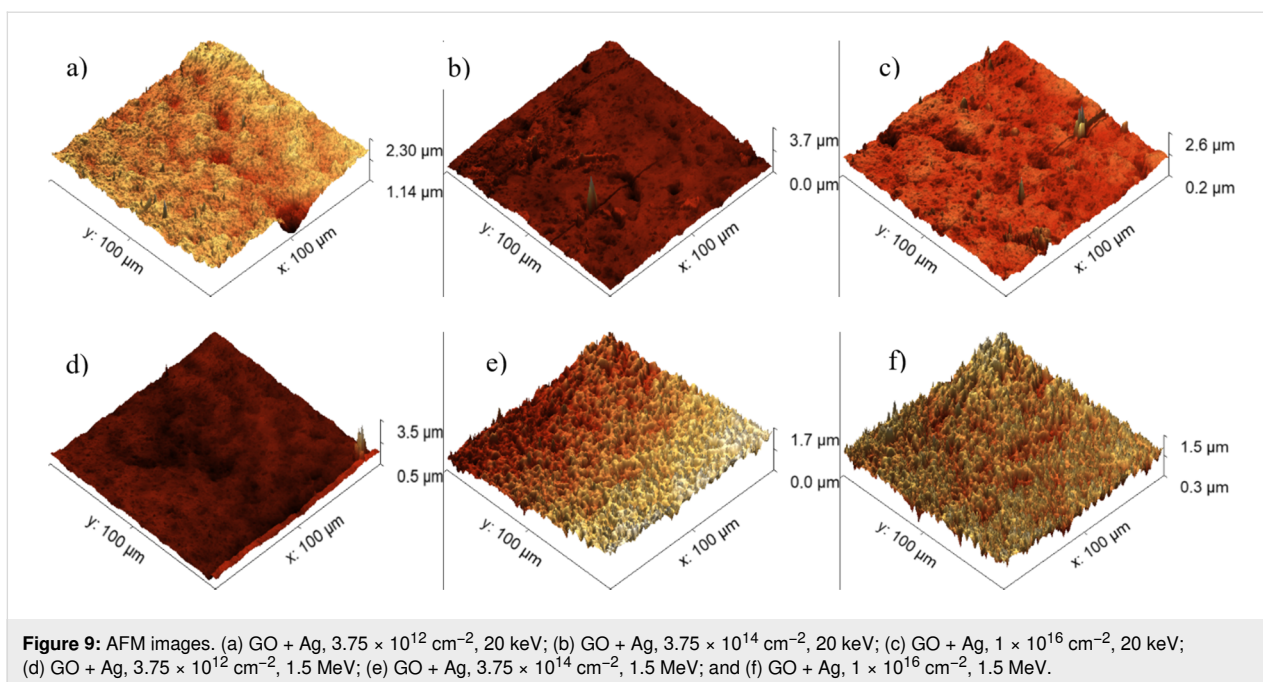 a)
2.30 µm
1.14 µm
y: 100 µm
x: 100 µm
b)
3.7 µm
0.0 µm
y: 100 µm
x: 100 µm
c)
2.6 µm
0.2 µm
y: 100 µm
x: 100 µm
d)
3.5 µm
0.5 µm
y: 100 µm
x: 100 µm
e)
1.7 µm
0.0 µm
y: 100 µm
x: 100 µm
f)
1.5 µm
0.3 µm
y: 100 µm
x: 100 µm
Figure 9: AFM images. (a) GO + Ag, 3.75 × 10¹² cm⁻², 20 keV; (b) GO + Ag, 3.75 × 10¹⁴ cm⁻², 20 keV; (c) GO + Ag, 1 × 10¹⁶ cm⁻², 20 keV;
(d) GO + Ag, 3.75 × 10¹² cm⁻², 1.5 MeV; (e) GO + Ag, 3.75 × 10¹⁴ cm⁻², 1.5 MeV; and (f) GO + Ag, 1 × 10¹⁶ cm⁻², 1.5 MeV.